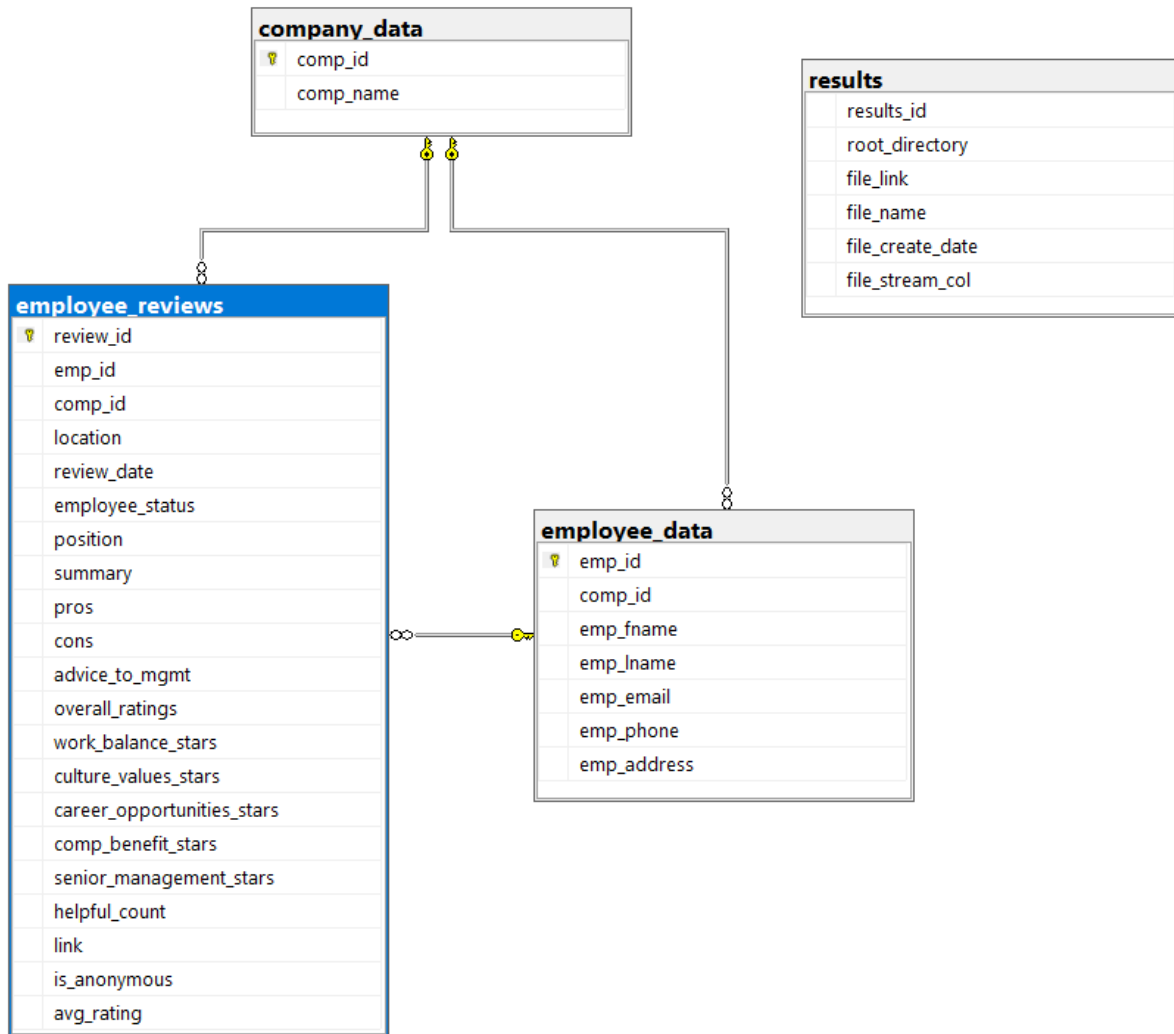 company_data
comp_id
comp_name
results
results_id
root_directory
file_link
file_name
file_create_date
file_stream_col
employee_reviews
review_id
emp_id
comp_id
location
review_date
employee_status
position
summary
pros
cons
advice_to_mgmt
overall_ratings
work_balance_stars
culture_values_stars
career_opportunities_stars
comp_benefit_stars
senior_management_stars
helpful_count
link
is_anonymous
avg_rating
employee_data
emp_id
comp_id
emp_fname
emp_lname
emp_email
emp_phone
emp_address